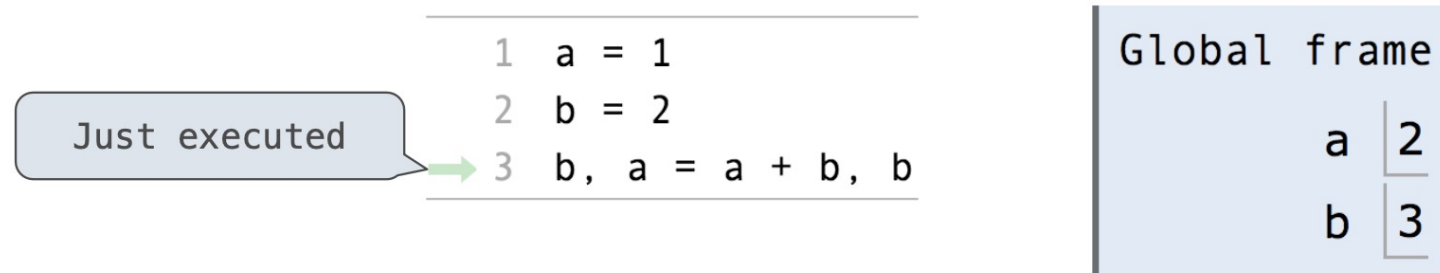 Just executed
1 a = 1
2 b = 2
3 b, a = a + b, b
Global frame
a 2
b 3